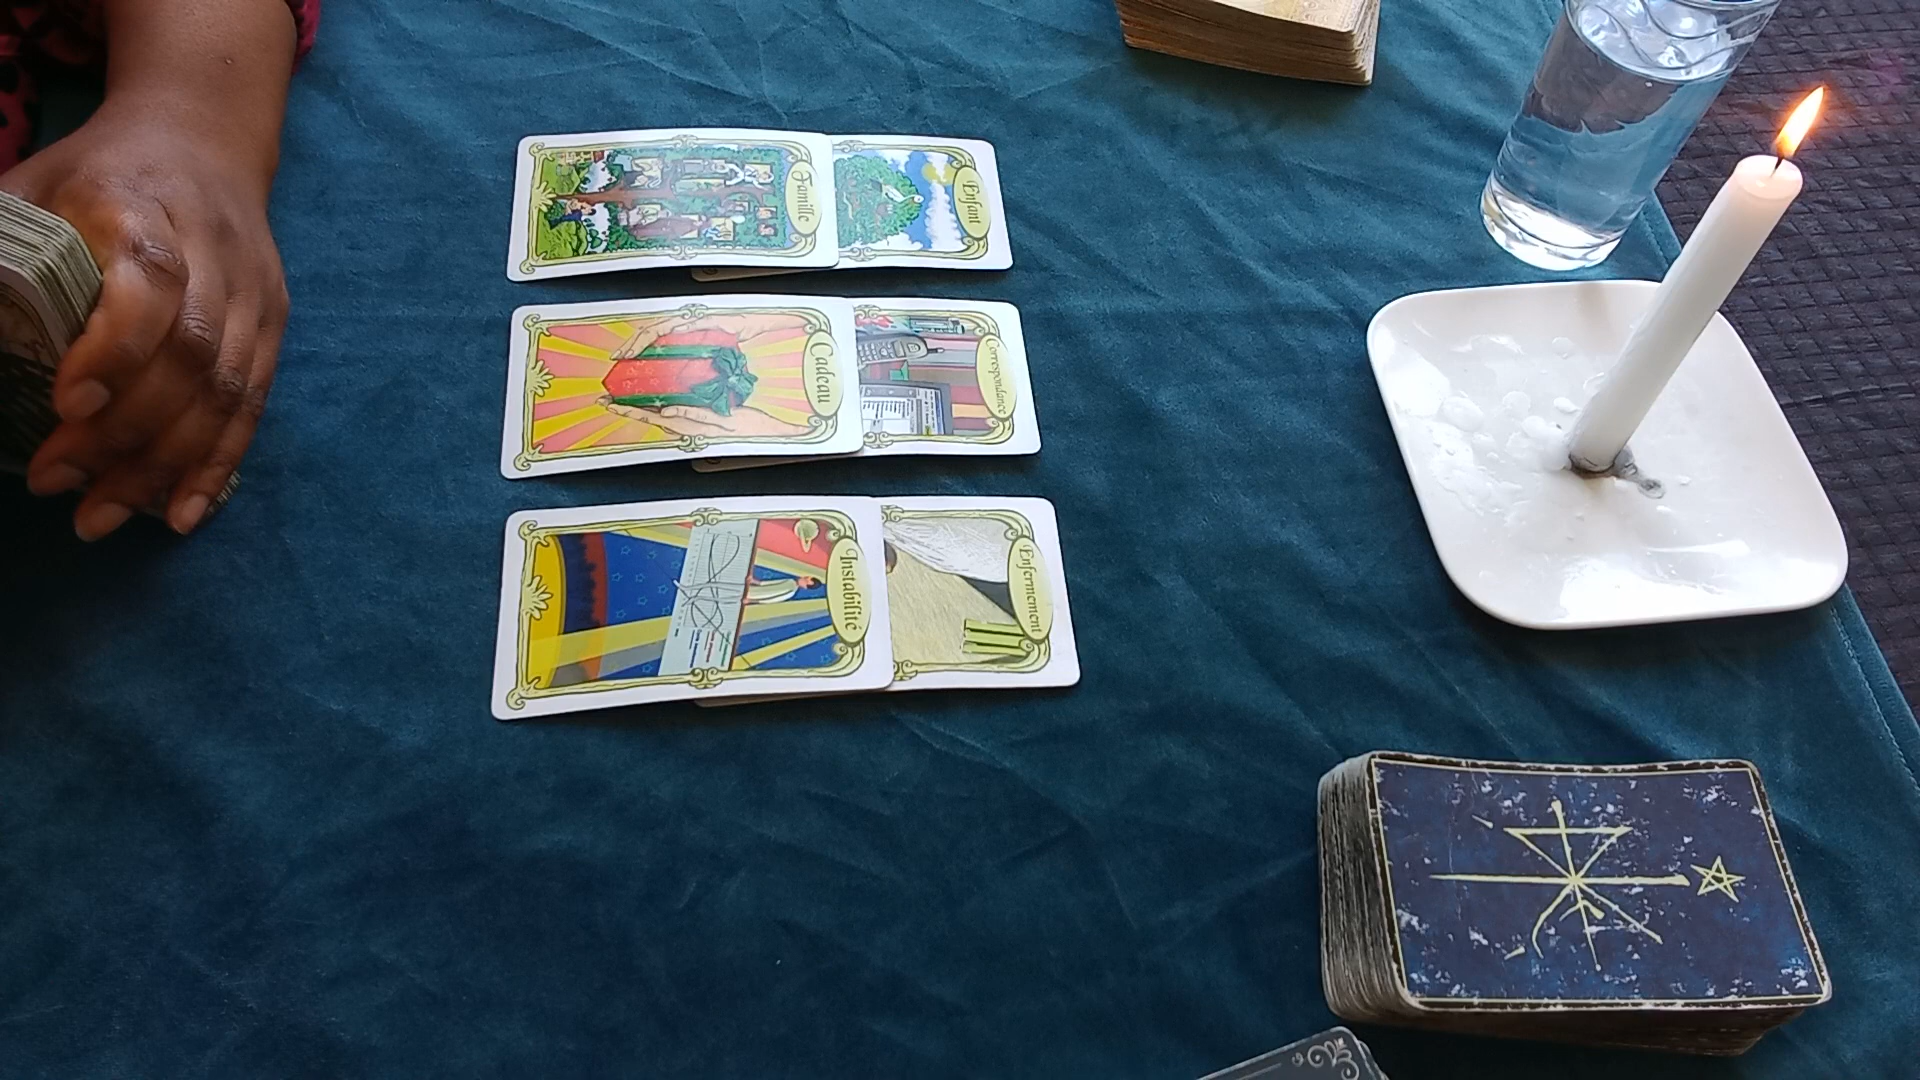 Famille
Enfant
Cadeau
Correspondance
Instabilité
Enfermement